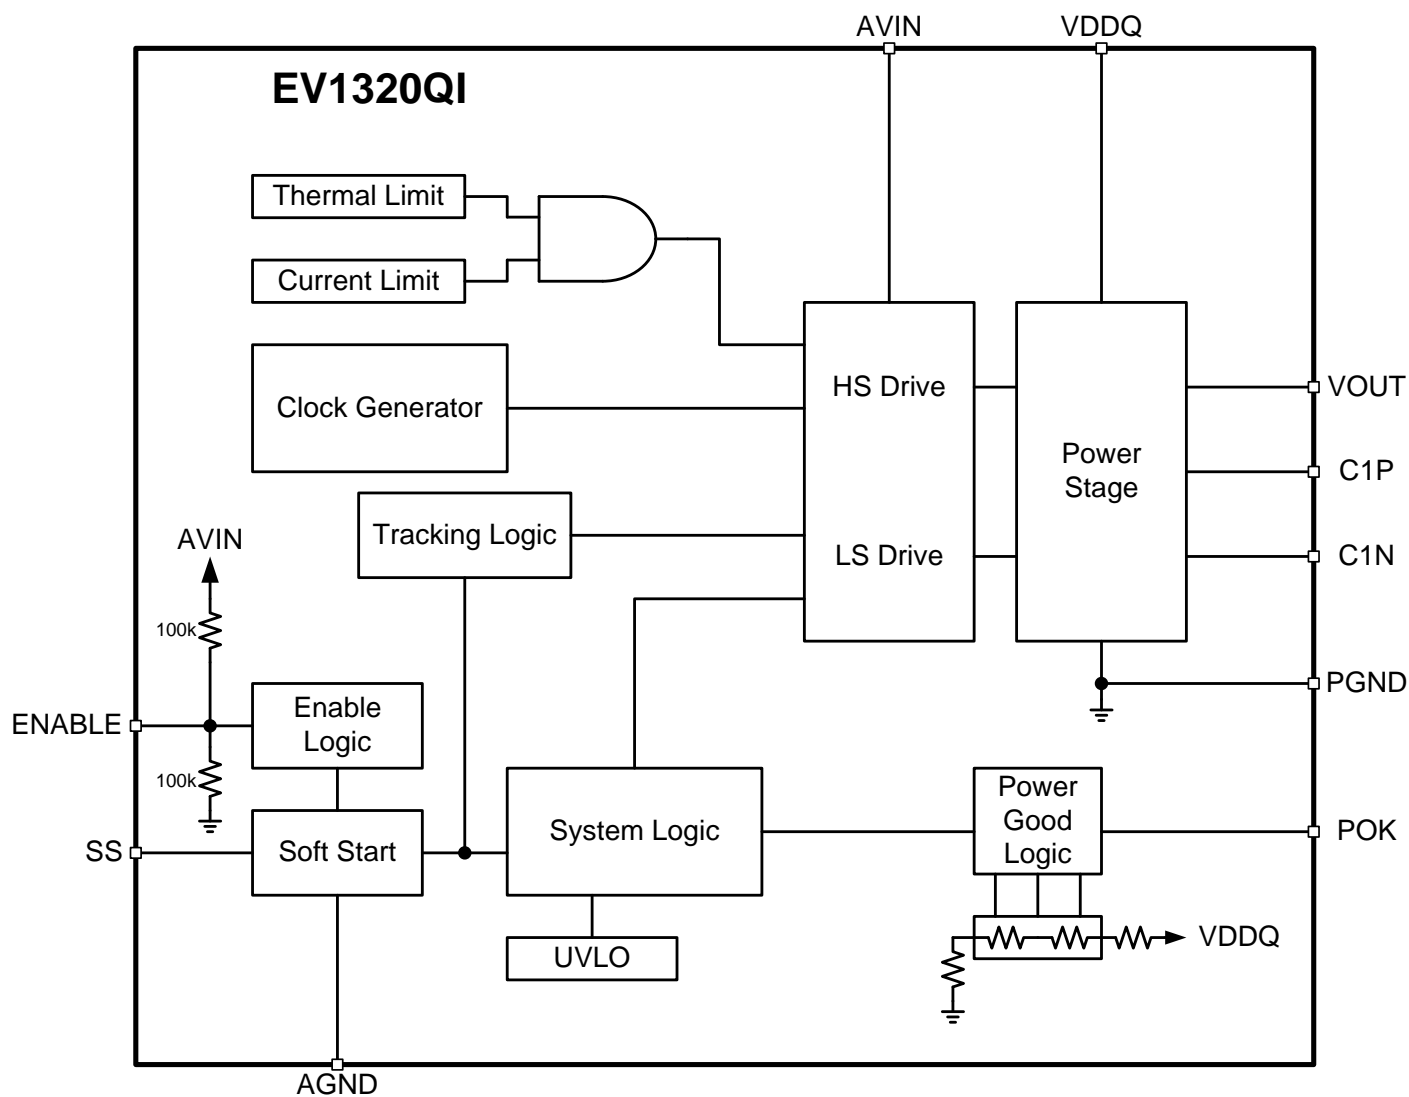 AVIN
VDDQ
EV1320QI
Thermal Limit
Current Limit
Clock Generator
HS Drive
VOUT
Power
Stage
C1P
Tracking Logic
AVIN
LS Drive
C1N
100k
PGND
ENABLE
Enable
Logic
100k
SS
Soft Start
System Logic
Power
Good
Logic
POK
UVLO
VDDQ
AGND